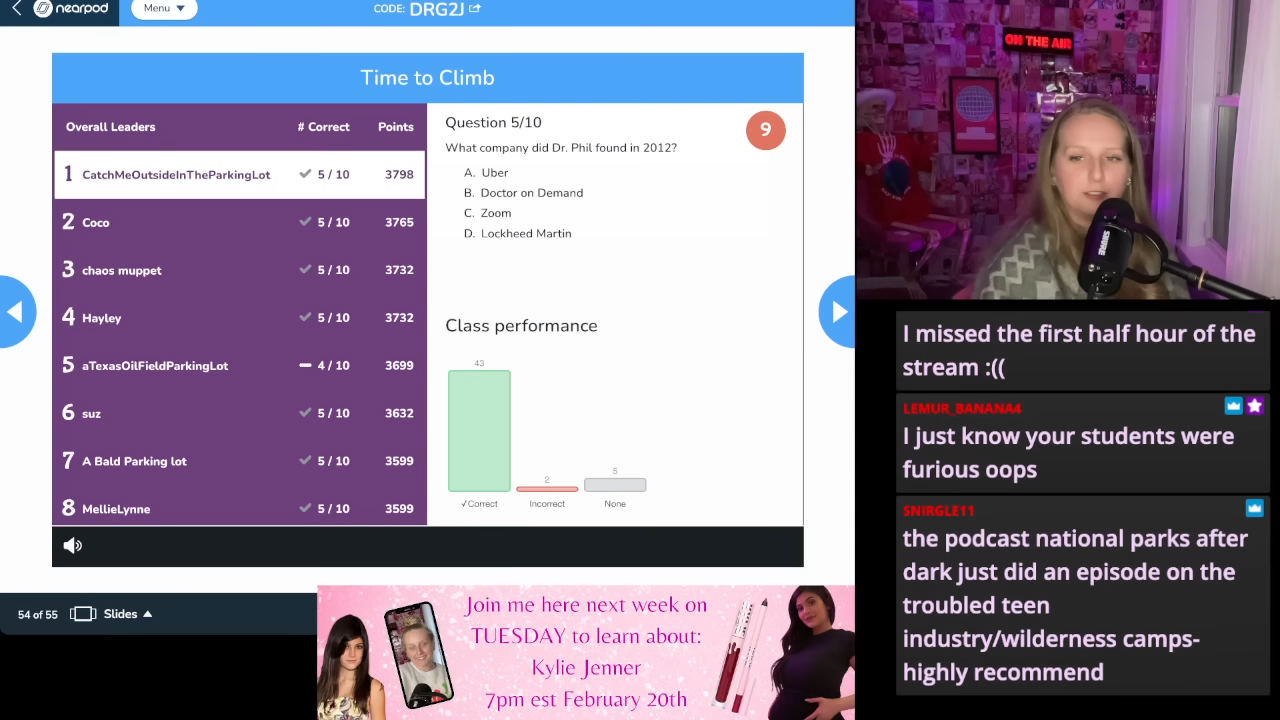 nearpod
Menu
CODE: DRG2J
Time to Climb
Overall Leaders # Correct Points
1 CatchMeOutsideInTheParkingLot 5 / 10 3798
2 Coco 5 / 10 3765
3 chaos muppet 5 / 10 3732
4 Hayley 5 / 10 3732
5 aTexasOilFieldParkingLot 4 / 10 3699
6 suz 5 / 10 3632
7 A Bald Parking lot 5 / 10 3599
8 MellieLynne 5 / 10 3599
Question 5/10
9
What company did Dr. Phil found in 2012?
A. Uber
B. Doctor on Demand
C. Zoom
D. Lockheed Martin
Class performance
43
2
5
✓Correct Incorrect None
54 of 55 Slides
Join me here next week on
TUESDAY to learn about:
Kylie Jenner
7pm est February 20th
ON THE AIR
SHURE
I missed the first half hour of the
stream :((
LEMUR_BANANA4
I just know your students were
furious oops
SNIRGLE11
the podcast national parks after
dark just did an episode on the
troubled teen
industry/wilderness camps-
highly recommend